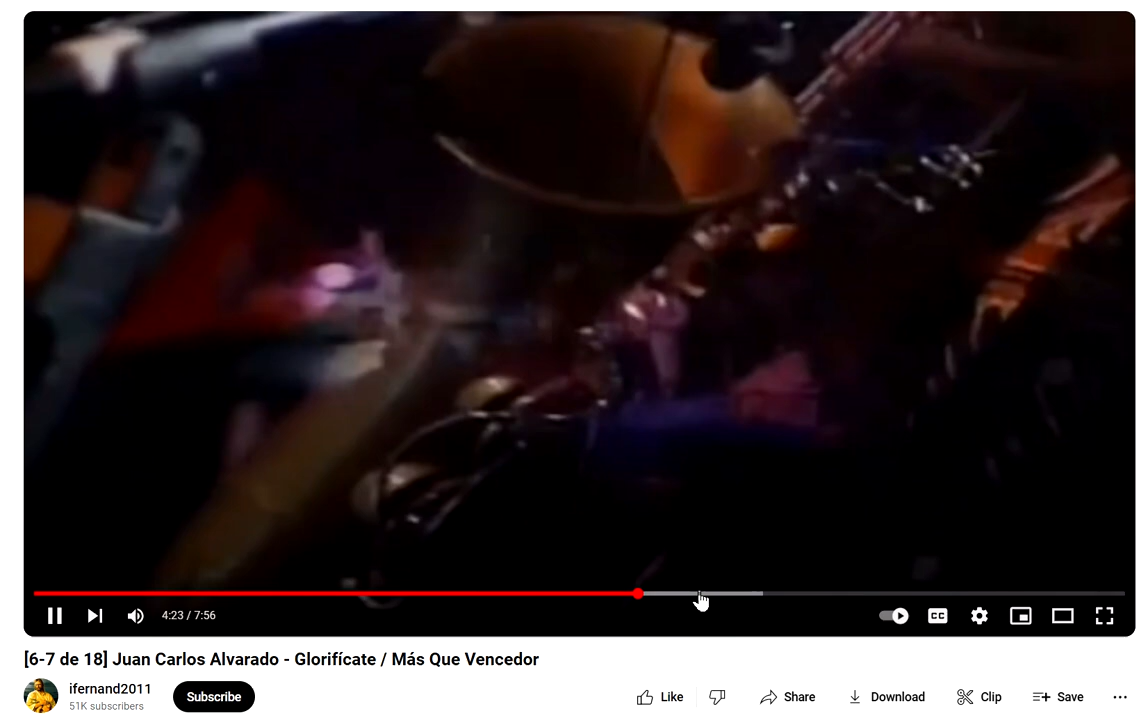 4:23 / 7:56
CC
[6-7 de 18] Juan Carlos Alvarado - Glorifícate / Más Que Vencedor
ifernand2011
51K subscribers
Subscribe
Like
Share
Download
Clip
Save